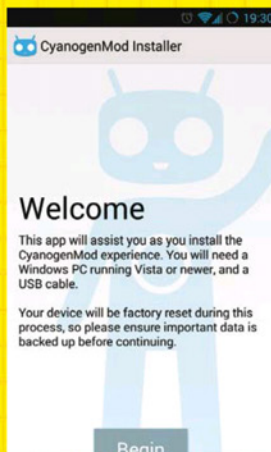 19:30
CyanogenMod Installer
Welcome
This app will assist you as you install the
CyanogenMod experience. You will need a
Windows PC running Vista or newer, and a
USB cable.
Your device will be factory reset during this
process, so please ensure important data is
backed up before continuing.
Begin